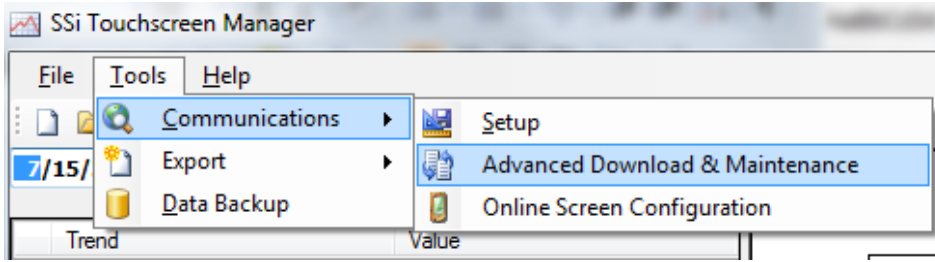 SSi Touchscreen Manager
File Tools Help
Communications
Setup
7/15/
Export
Advanced Download & Maintenance
Data Backup
Online Screen Configuration
Trend Value